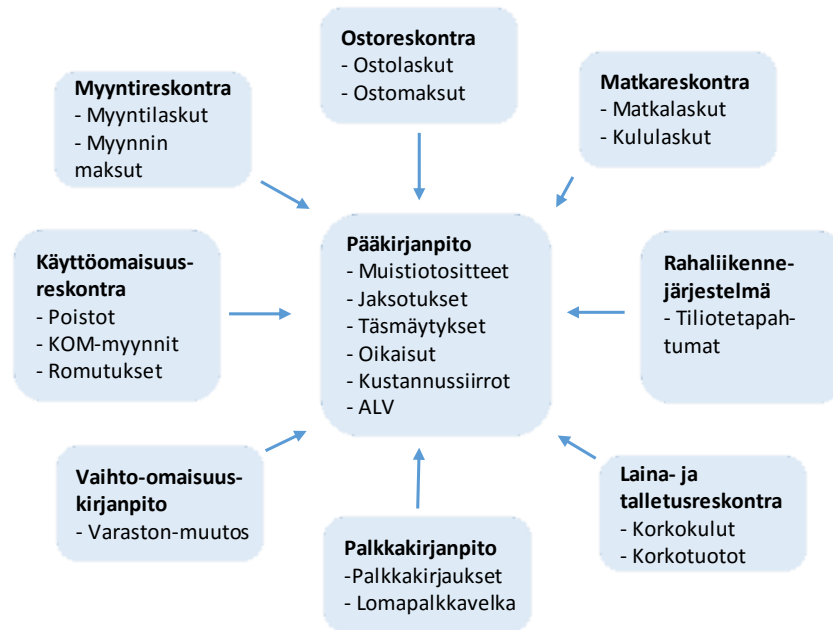 Ostoreskontra
- Ostolaskut
- Ostomaksut
Myyntireskontra
- Myyntilaskut
- Myynnin
maksut
Matkareskontra
- Matkalaskut
- Kululaskut
Pääkirjanpito
- Muistiotositteet
- Jaksotukset
- Täsmäytykset
- Oikaisut
- Kustannussiirrot
- ALV
Käyttöomaisuus-
reskontra
- Poistot
- KOM-myynnit
- Romutukset
Rahaliikenne-
järjestelmä
- Tiliotetapah-
tumat
Vaihto-omaisuus-
kirjanpito
- Varaston-muutos
Palkkakirjanpito
-Palkkakirjaukset
- Lomapalkkavelka
Laina- ja
talletusreskontra
- Korkokulut
- Korkotuotot